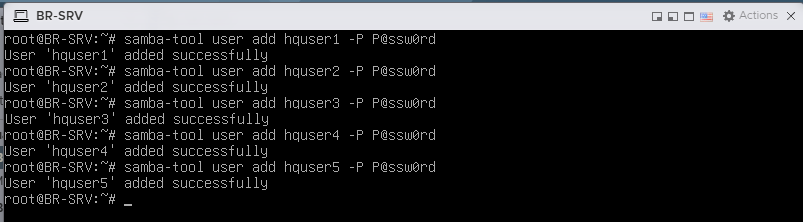 BR-SRV
Actions
root@BR-SRV:~# samba-tool user add hquser1 -P P@ssw0rd
User 'hquser1' added successfully
root@BR-SRV:~# samba-tool user add hquser2 -P P@ssw0rd
User 'hquser2' added successfully
root@BR-SRV:~# samba-tool user add hquser3 -P P@ssw0rd
User 'hquser3' added successfully
root@BR-SRV:~# samba-tool user add hquser4 -P P@ssw0rd
User 'hquser4' added successfully
root@BR-SRV:~# samba-tool user add hquser5 -P P@ssw0rd
User 'hquser5' added successfully
root@BR-SRV:~# _